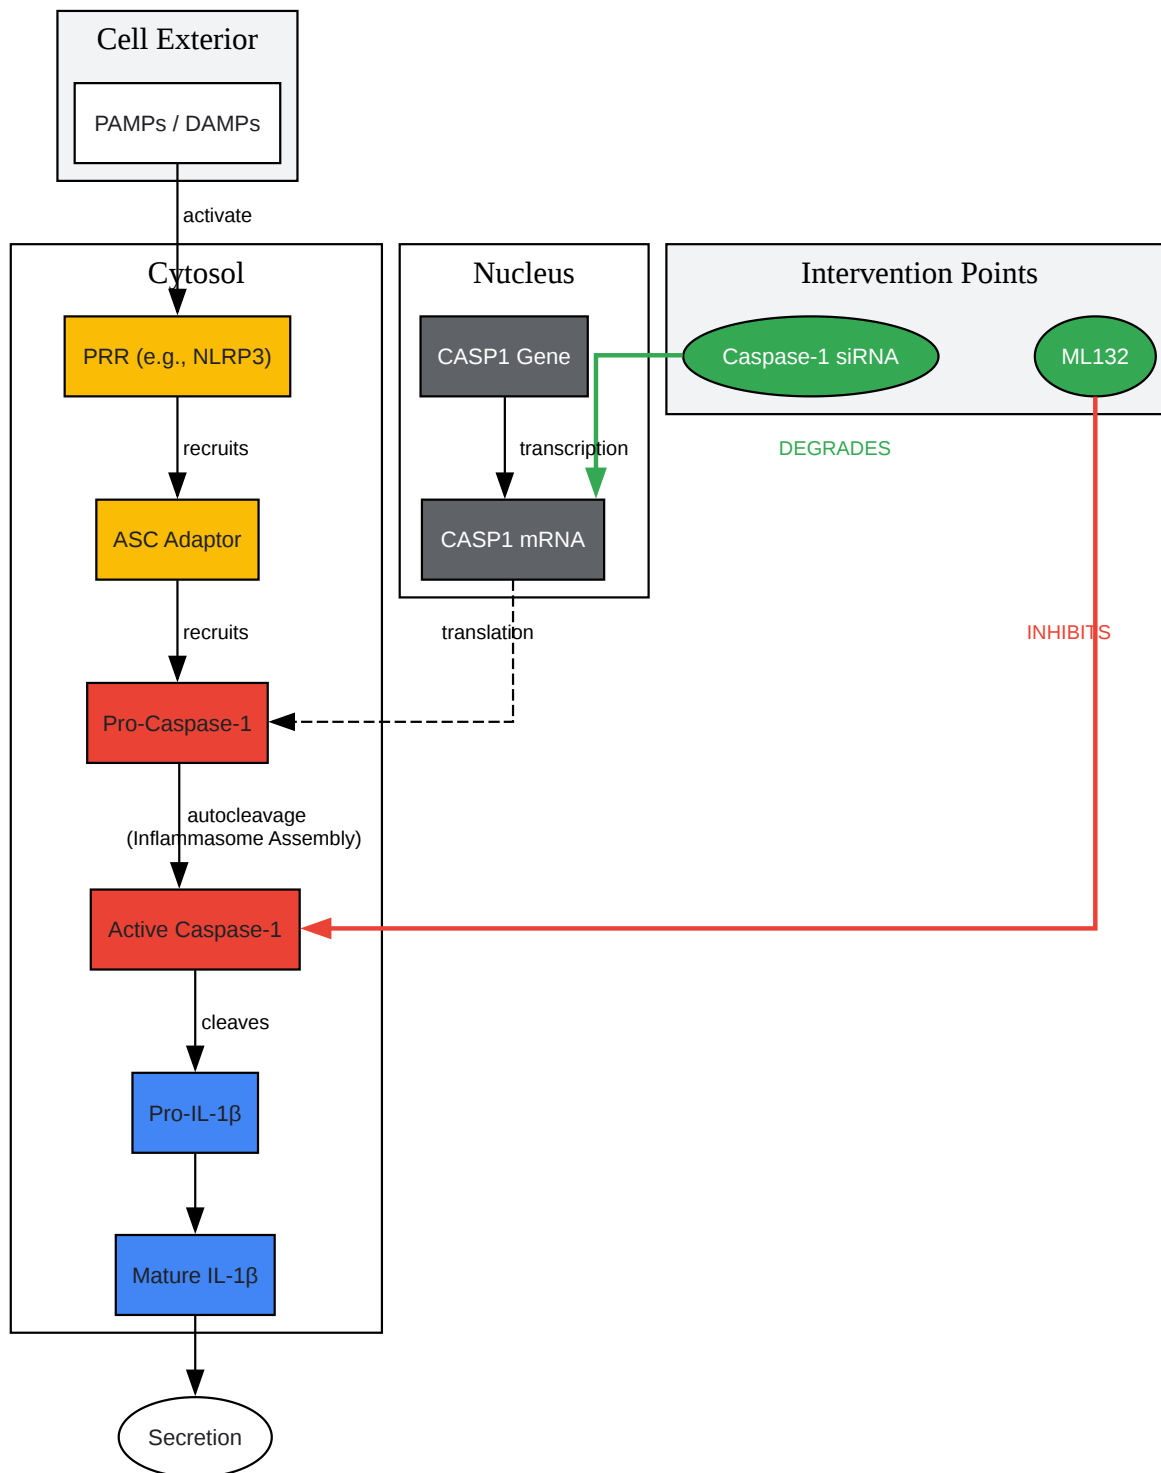 Cell Exterior
PAMPs / DAMPs
activate
Cytosol
Nucleus
Intervention Points
PRR (e.g., NLRP3)
CASP1 Gene
Caspase-1 siRNA
ML132
recruits
transcription
DEGRADES
ASC Adaptor
CASP1 mRNA
recruits
translation
INHIBITS
Pro-Caspase-1
autocleavage
(Inflammasome Assembly)
Active Caspase-1
cleaves
Pro-IL-1β
Mature IL-1β
Secretion